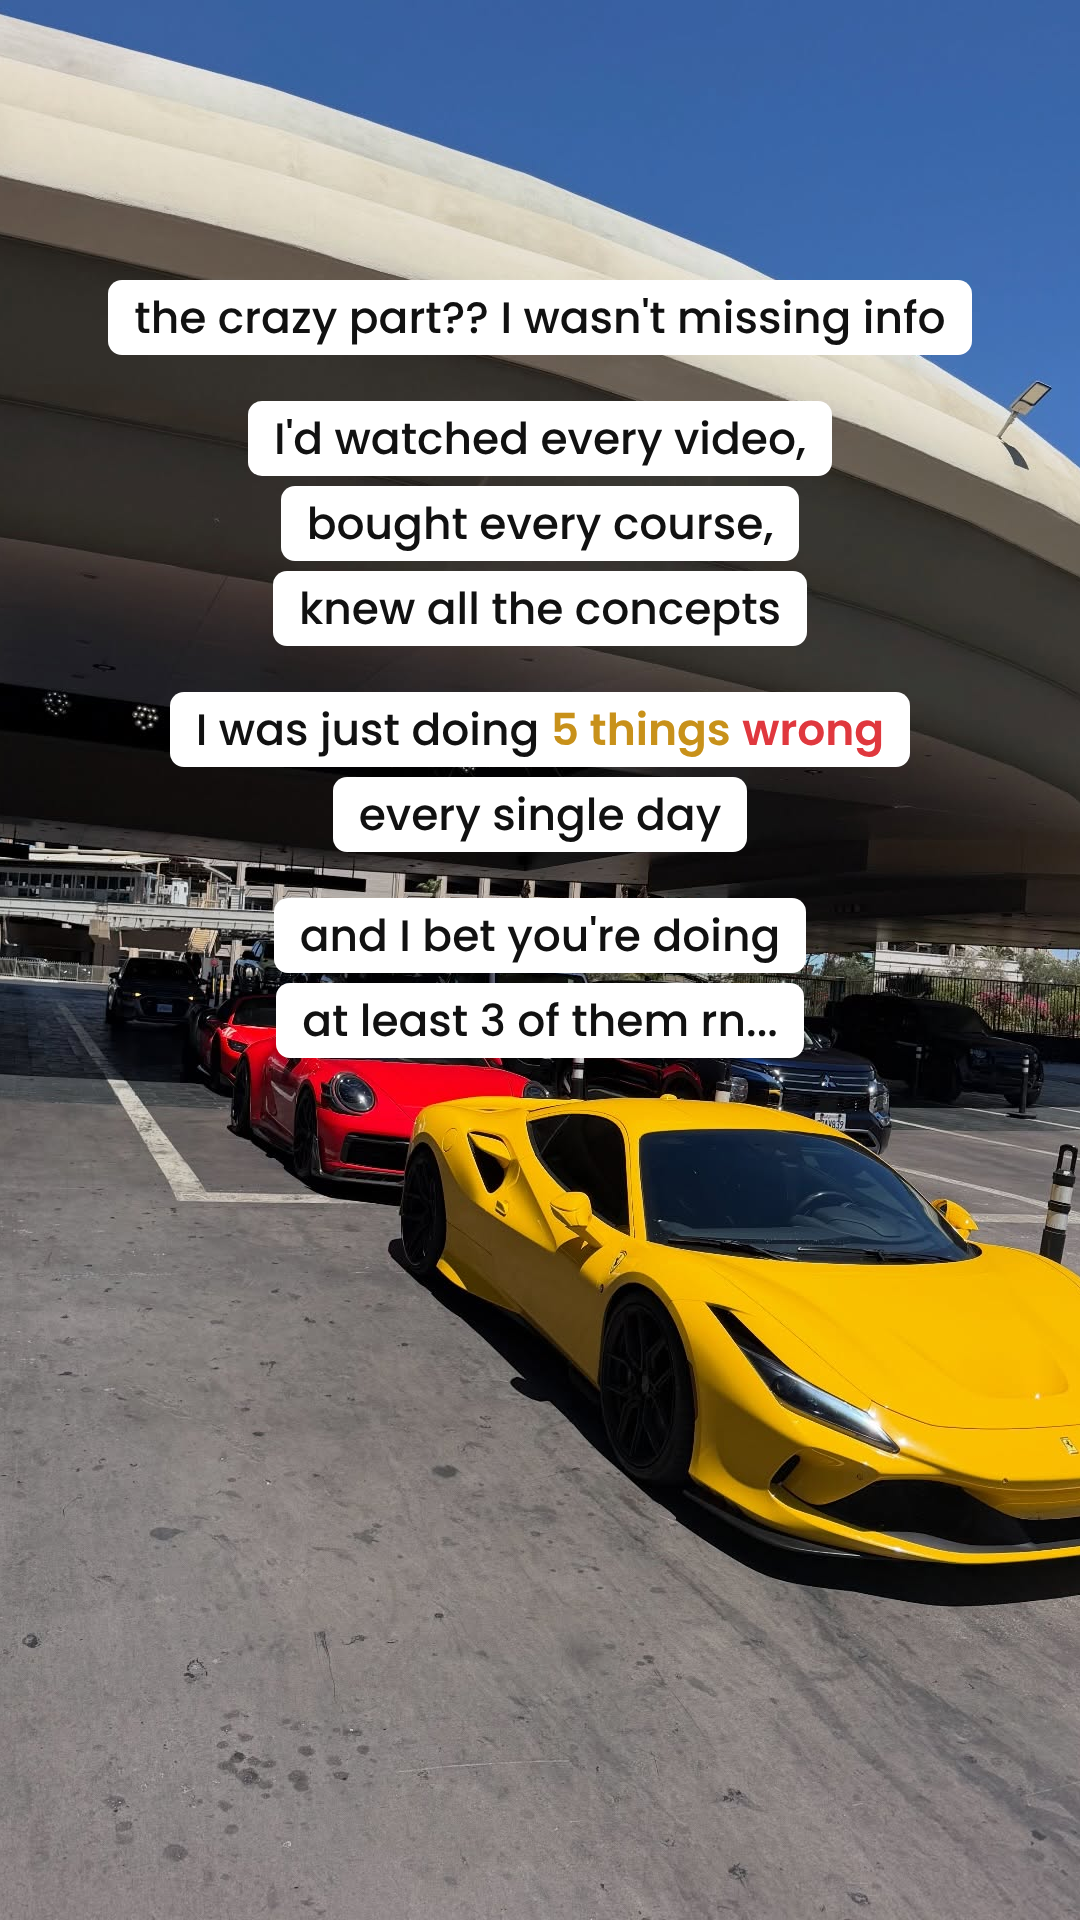 the crazy part?? I wasn't missing info
I'd watched every video,
bought every course,
knew all the concepts
I was just doing 5 things wrong
every single day
and I bet you're doing
at least 3 of them rn...